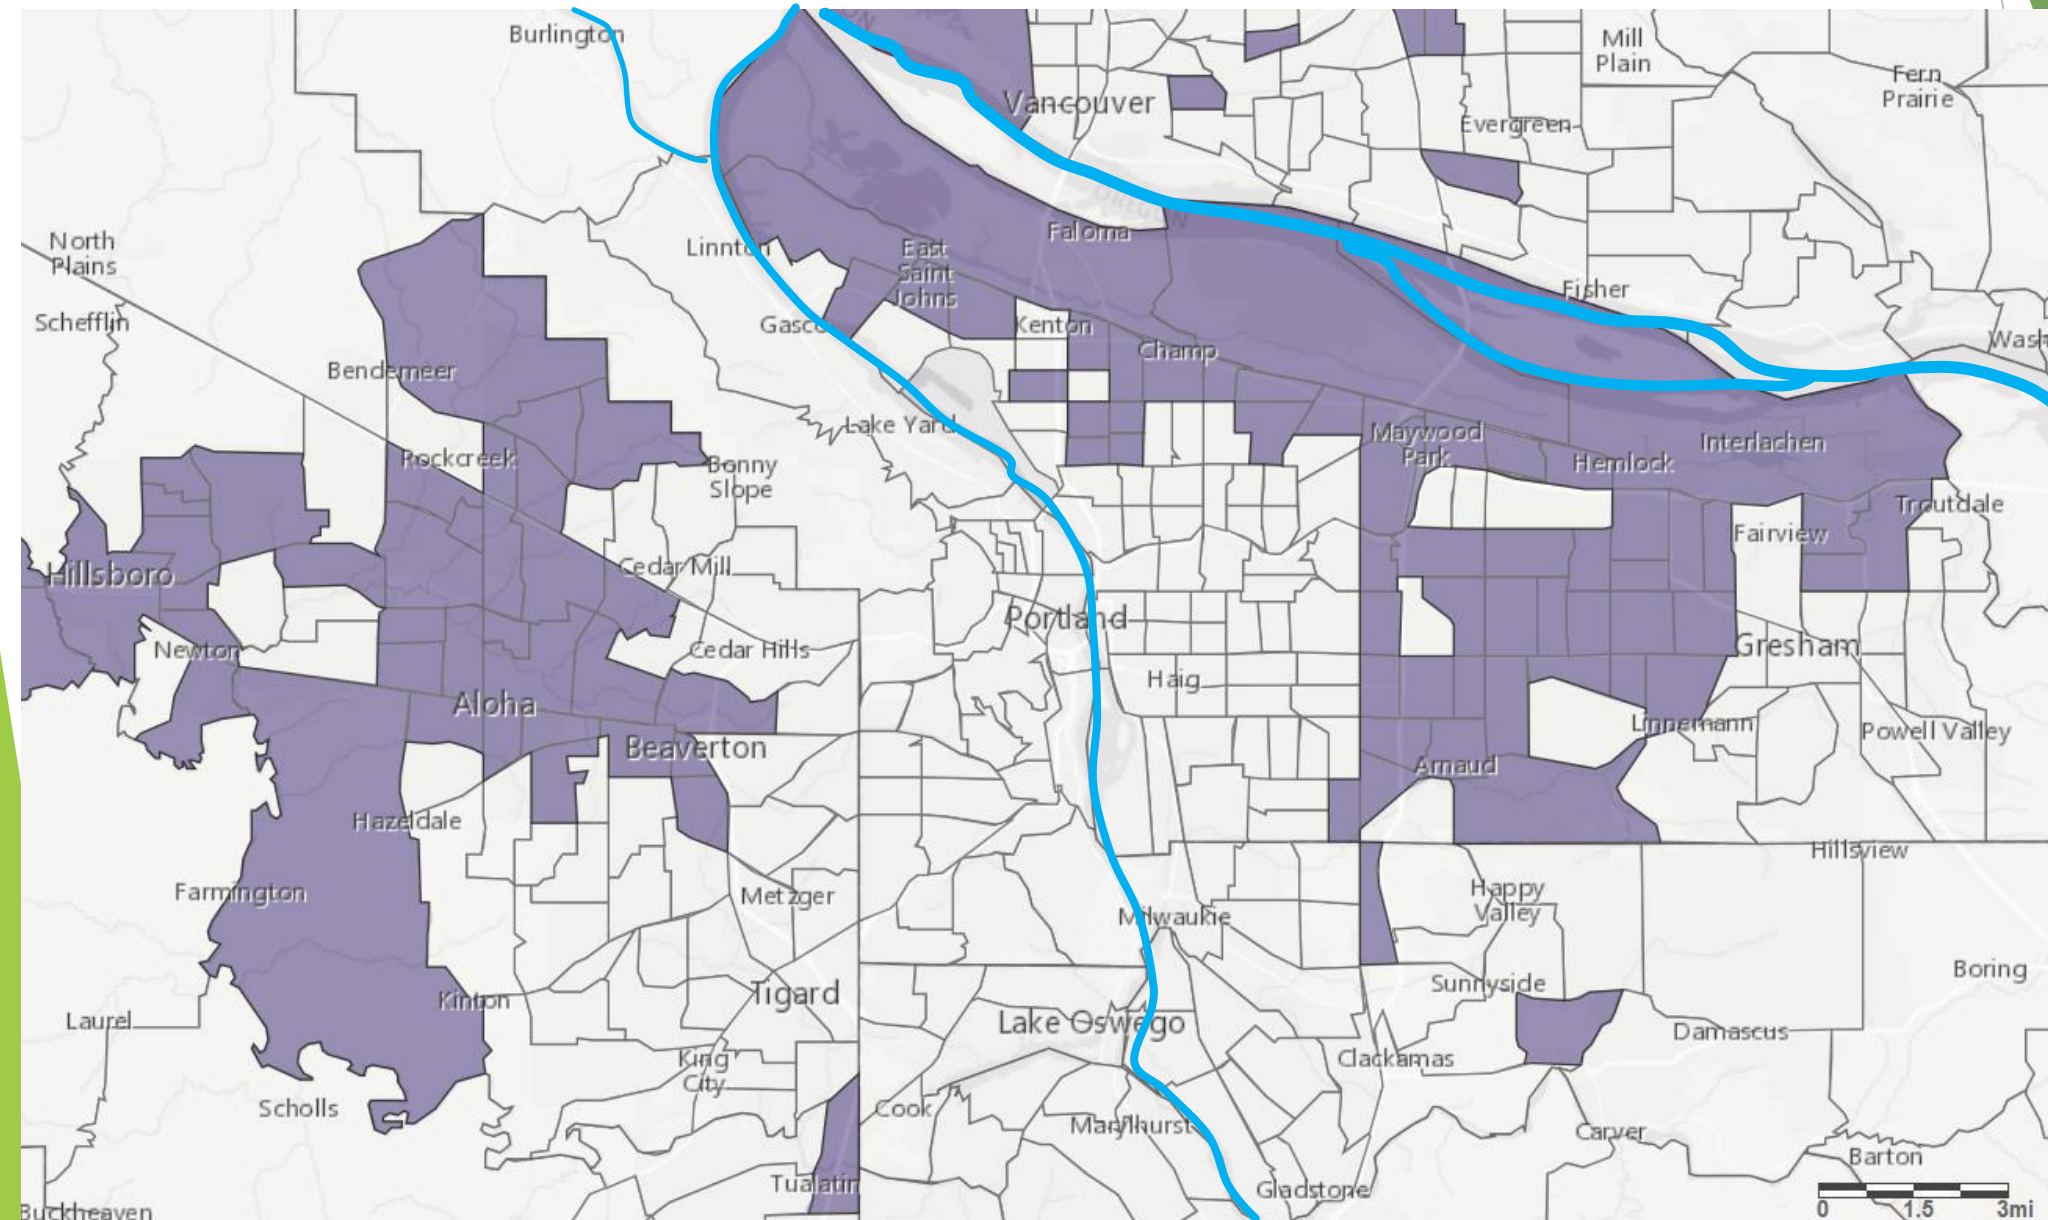 Burlington
Mill
Plain
Fern
Prairie
Vancouver
Evergreen
OREGON
North
Plains
Linnton
East
Saint
Johns
Faloma
Fisher
Schefflin
Gasco
Kenton
Champ
Wash
Bendemeer
Lake Yard
Maywood
Park
Interlachen
Rockcreek
Bonny
Slope
Hemlock
Troutdale
Fairview
Hillsboro
Cedar Mill
Portland
Newton
Cedar Hills
Gresham
Haig
Aloha
Linnemann
Powell Valley
Beaverton
Arnaud
Hazeldale
Hillsview
Farmington
Metzger
Happy
Valley
Milwaukie
Boring
Kinton
Tigard
Sunnyside
Laurel
Lake Oswego
Damascus
King
City
Clackamas
Scholls
Cook
Marylhurst
Carver
Barton
Tualatin
Gladstone
Buckheaven
0 1.5 3mi